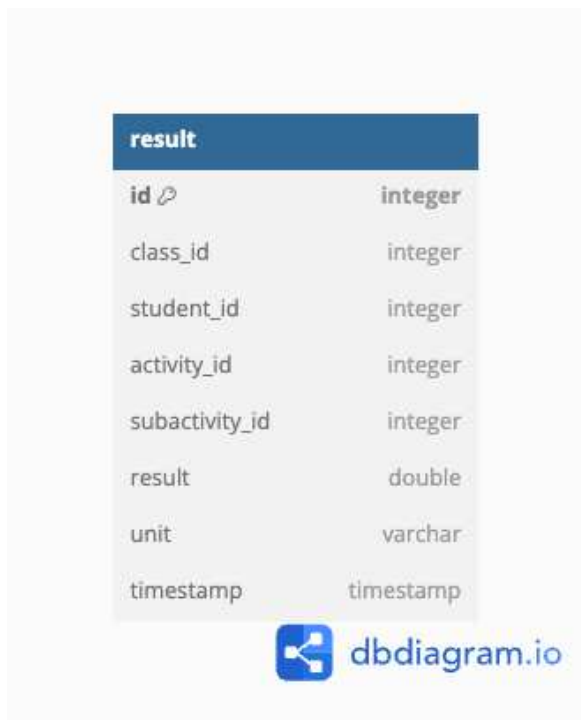 result
id integer
class_id integer
student_id integer
activity_id integer
subactivity_id integer
result double
unit varchar
timestamp timestamp
dbdiagram.io